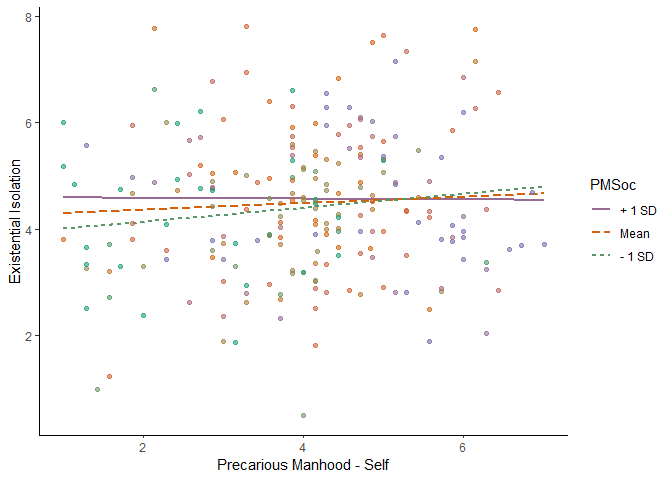 8
6
4
2
Existential Isolation
2
4
6
Precarious Manhood - Self
PMSoc
+ 1 SD
Mean
- 1 SD